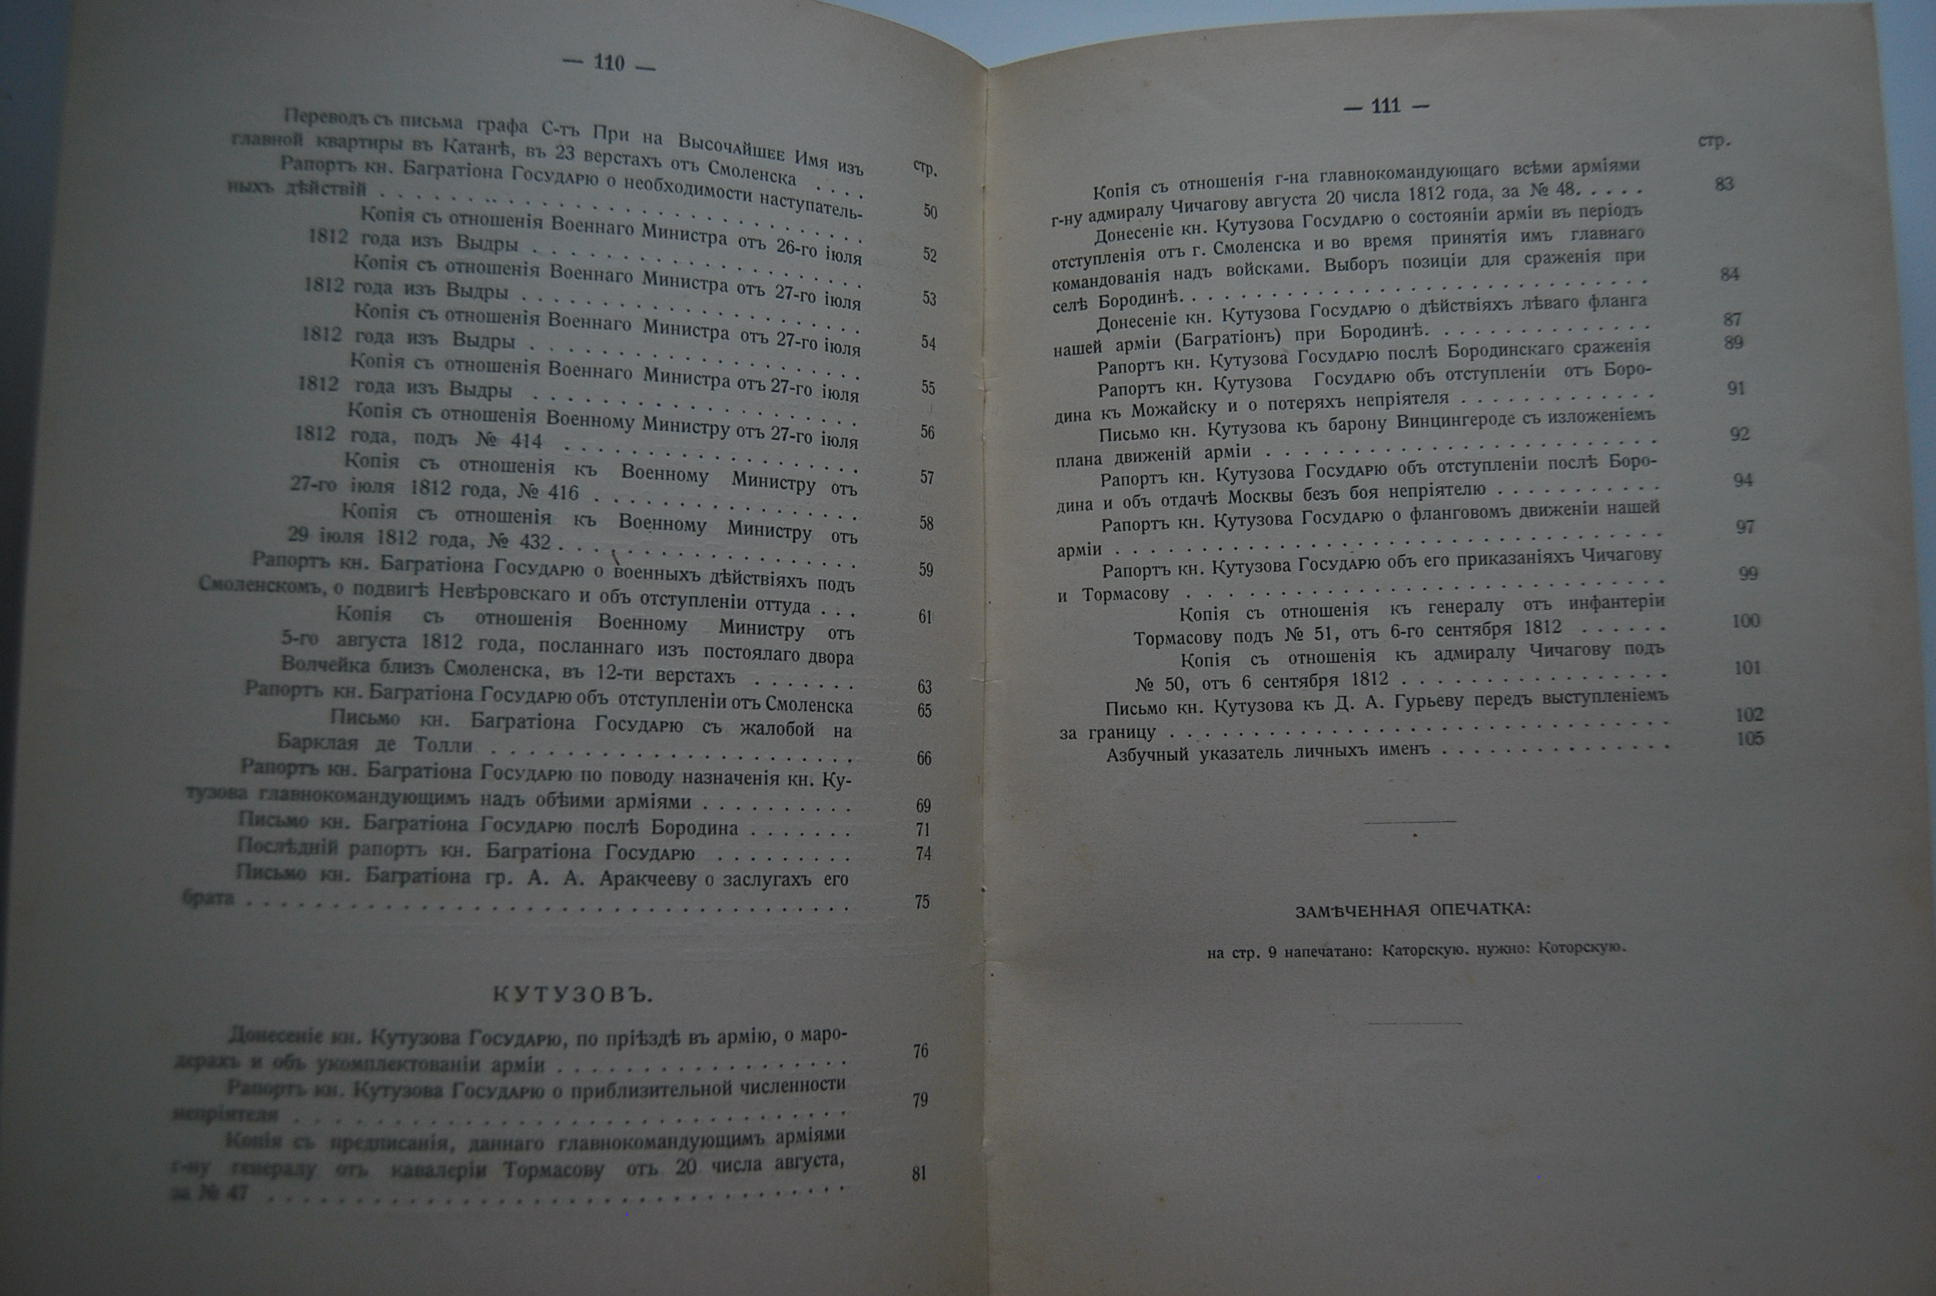 — 110 —
стр.
Переводъ съ письма графа С-тъ При на Высочайшее Имя изъ
главной квартиры въ Катанѣ, въ 23 верстахъ отъ Смоленска . . . . 50
Рапортъ кн. Багратіона Государю о необходимости наступатель-
ныхъ дѣйствій . . . . . . . . . . . . . . . . . . . . 52
Копія съ отношенія Военнаго Министра отъ 26-го іюля
1812 года изъ Выдры . . . . . . . . . . . . . . . . 53
Копія съ отношенія Военнаго Министра отъ 27-го іюля
1812 года изъ Выдры . . . . . . . . . . . . . . . . 54
Копія съ отношенія Военнаго Министра отъ 27-го іюля
1812 года изъ Выдры . . . . . . . . . . . . . . . . 55
Копія съ отношенія Военнаго Министра отъ 27-го іюля
1812 года изъ Выдры . . . . . . . . . . . . . . . . 56
Копія съ отношенія Военному Министру отъ 27-го іюля
1812 года, подъ № 414 . . . . . . . . . . . . . . 57
Копія съ отношенія къ Военному Министру отъ
27-го іюля 1812 года, № 416 . . . . . . . . . . . . 58
Копія съ отношенія къ Военному Министру отъ
29 іюля 1812 года, № 432 . . . . . . . . . . . . . 59
Рапортъ кн. Багратіона Государю о военныхъ дѣйствіяхъ подъ
Смоленскомъ, о подвигѣ Невѣровскаго и объ отступленіи оттуда . . . 61
Копія съ отношенія Военному Министру отъ
5-го августа 1812 года, посланнаго изъ постоялаго двора
Волчейка близъ Смоленска, въ 12-ти верстахъ . . . . . . . 63
Рапортъ кн. Багратіона Государю объ отступленіи отъ Смоленска 65
Письмо кн. Багратіона Государю съ жалобой на
Барклая де Толли . . . . . . . . . . . . . . . . . 66
Рапортъ кн. Багратіона Государю по поводу назначенія кн. Ку-
тузова главнокомандующимъ надъ обѣими арміями . . . . . . . . . 69
Письмо кн. Багратіона Государю послѣ Бородина . . . . . . . 71
Послѣдній рапортъ кн. Багратіона Государю . . . . . . . . . 74
Письмо кн. Багратіона гр. А. А. Аракчееву о заслугахъ его
брата . . . . . . . . . . . . . . . . . . . . . . . . . . 75
КУТУЗОВЪ.
Донесеніе кн. Кутузова Государю, по пріѣздѣ въ армію, о маро-
дерахъ и объ укомплектованіи арміи . . . . . . . . . . . . . . 76
Рапортъ кн. Кутузова Государю о приблизительной численности
непріятеля . . . . . . . . . . . . . . . . . . . . . . . . 79
Копія съ предписанія, даннаго главнокомандующимъ арміями
г-ну генералу отъ кавалеріи Тормасову отъ 20 числа августа,
за № 47 . . . . . . . . . . . . . . . . . . . . . . . . . 81
— 111 —
стр.
Копія съ отношенія г-на главнокомандующаго всѣми арміями
г-ну адмиралу Чичагову августа 20 числа 1812 года, за № 48. . . . . 83
Донесеніе кн. Кутузова Государю о состояніи арміи въ періодъ
отступленія отъ г. Смоленска и во время принятія имъ главнаго
командованія надъ войсками. Выборъ позиціи для сраженія при
селѣ Бородинѣ. . . . . . . . . . . . . . . . . . . . . . . . 84
Донесеніе кн. Кутузова Государю о дѣйствіяхъ лѣваго фланга
нашей арміи (Багратіонъ) при Бородинѣ. . . . . . . . . . . . . 87
Рапортъ кн. Кутузова Государю послѣ Бородинскаго сраженія 89
Рапортъ кн. Кутузова Государю объ отступленіи отъ Боро-
дина къ Можайску и о потеряхъ непріятеля . . . . . . . . . . . 91
Письмо кн. Кутузова къ барону Винцингероде съ изложеніемъ
плана движеній арміи . . . . . . . . . . . . . . . . . . . . 92
Рапортъ кн. Кутузова Государю объ отступленіи послѣ Боро-
дина и объ отдачѣ Москвы безъ боя непріятелю . . . . . . . . . . 94
Рапортъ кн. Кутузова Государю о фланговомъ движеніи нашей
арміи . . . . . . . . . . . . . . . . . . . . . . . . . . . 97
Рапортъ кн. Кутузова Государю объ его приказаніяхъ Чичагову
и Тормасову . . . . . . . . . . . . . . . . . . . . . . . . 99
Копія съ отношенія къ генералу отъ инфантеріи
Тормасову подъ № 51, отъ 6-го сентября 1812 . . . . . . 100
Копія съ отношенія къ адмиралу Чичагову подъ
№ 50, отъ 6 сентября 1812 . . . . . . . . . . . . . . . 101
Письмо кн. Кутузова къ Д. А. Гурьеву передъ выступленіемъ
за границу . . . . . . . . . . . . . . . . . . . . . . . . 102
Азбучный указатель личныхъ именъ . . . . . . . . . . . . . 105
ЗАМѢЧЕННАЯ ОПЕЧАТКА:
на стр. 9 напечатано: Каторскую. нужно: Которскую.